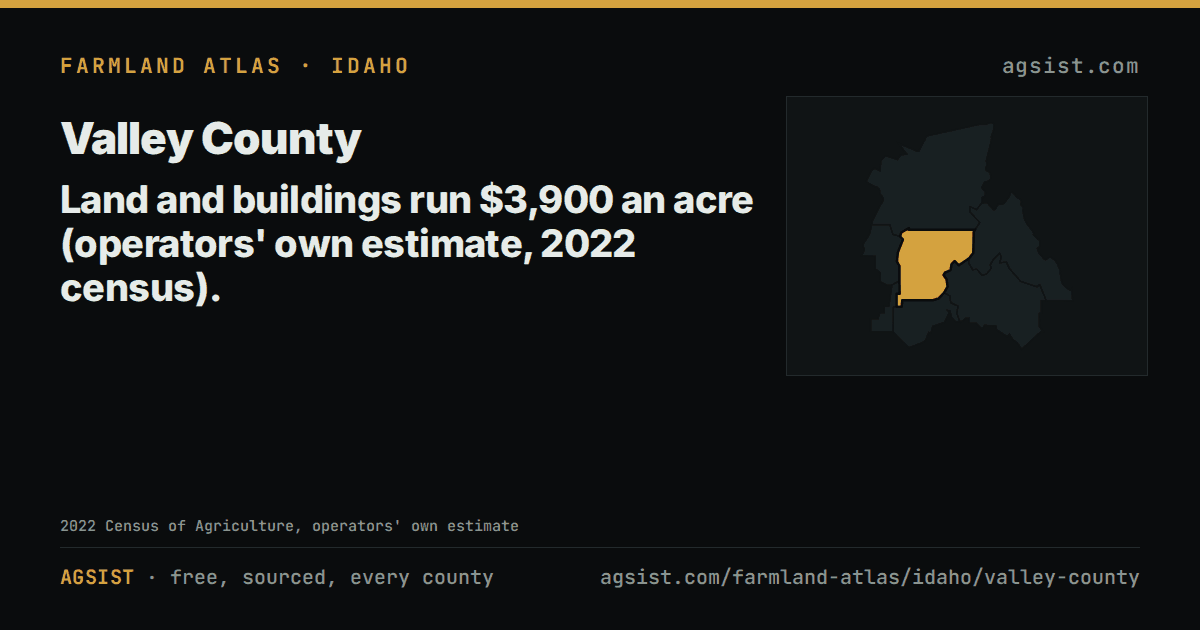 FARMLAND ATLAS · IDAHO
agsist.com
Valley County
Land and buildings run $3,900 an acre
(operators' own estimate, 2022
census).
2022 Census of Agriculture, operators' own estimate
AGSIST · free, sourced, every county
agsist.com/farmland-atlas/idaho/valley-county